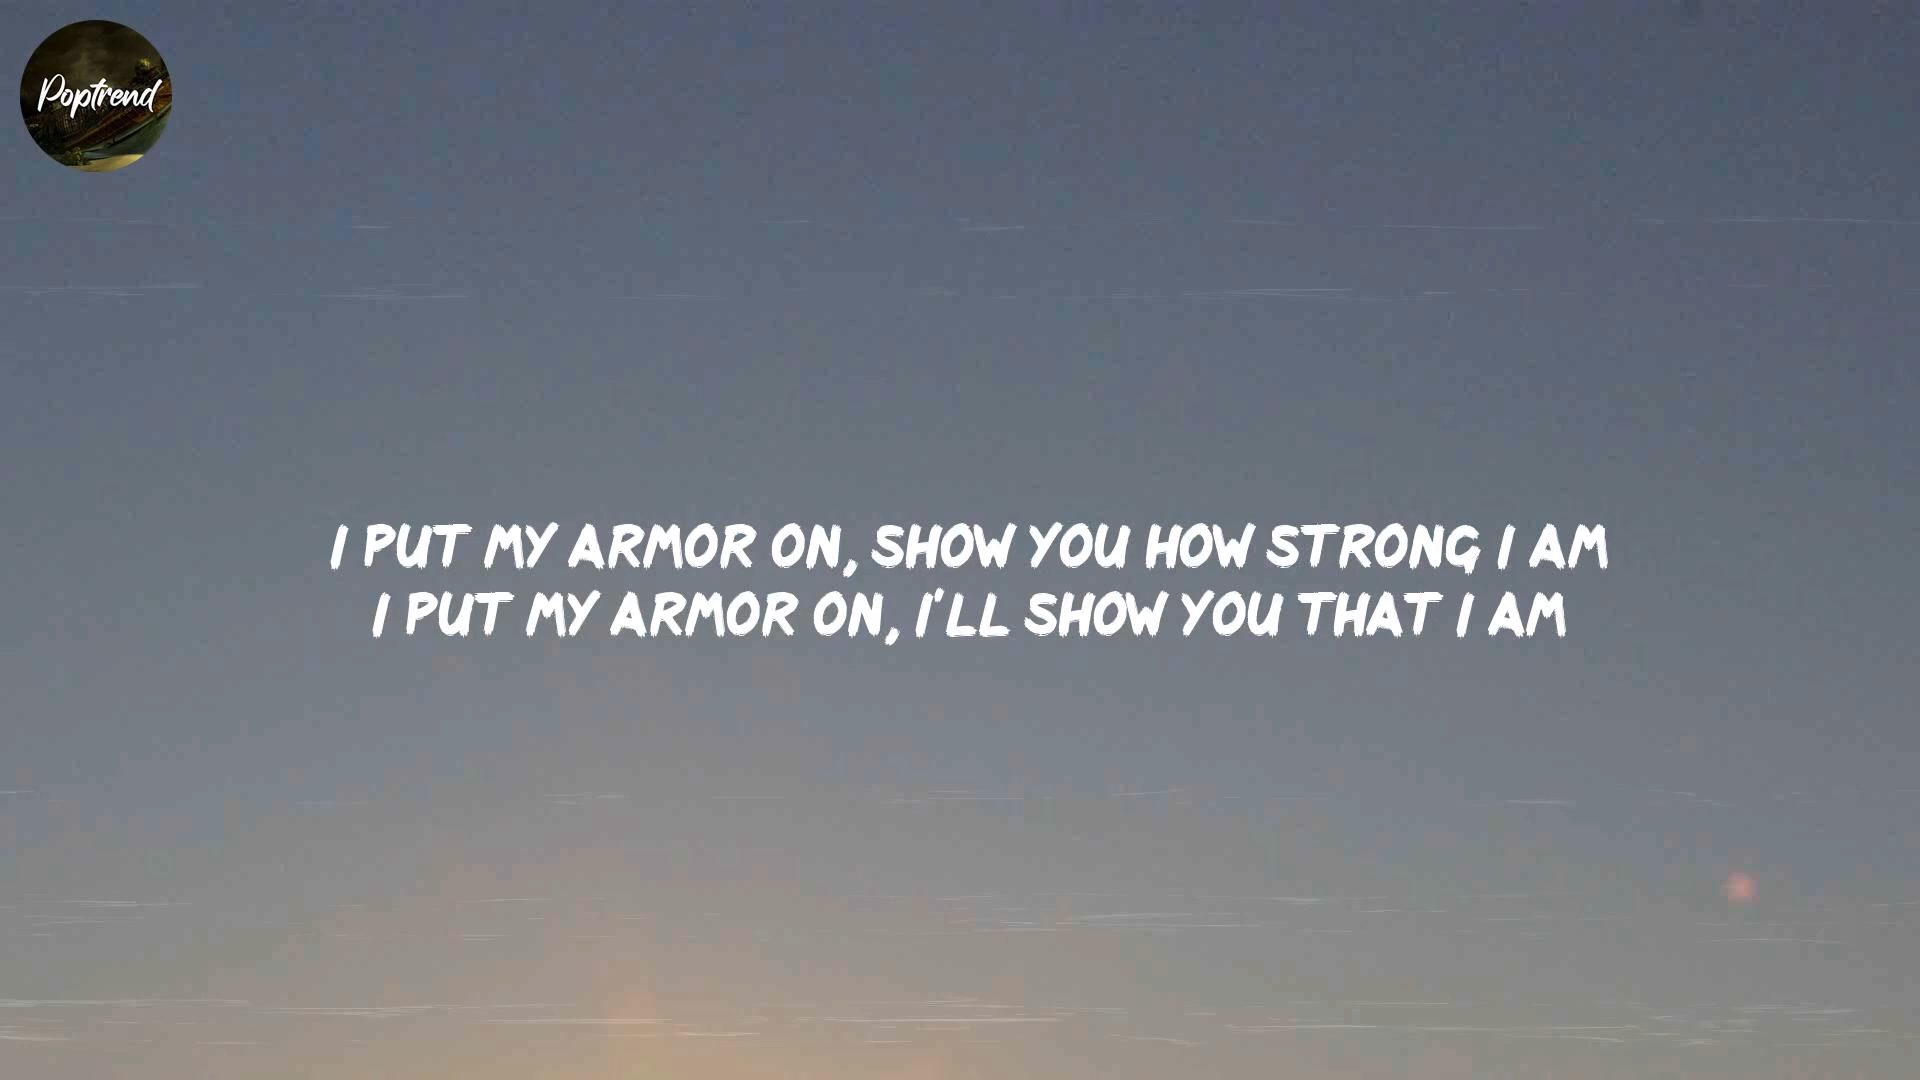 Poptrend
I PUT MY ARMOR ON, SHOW YOU HOW STRONG I AM
I PUT MY ARMOR ON, I'LL SHOW YOU THAT I AM